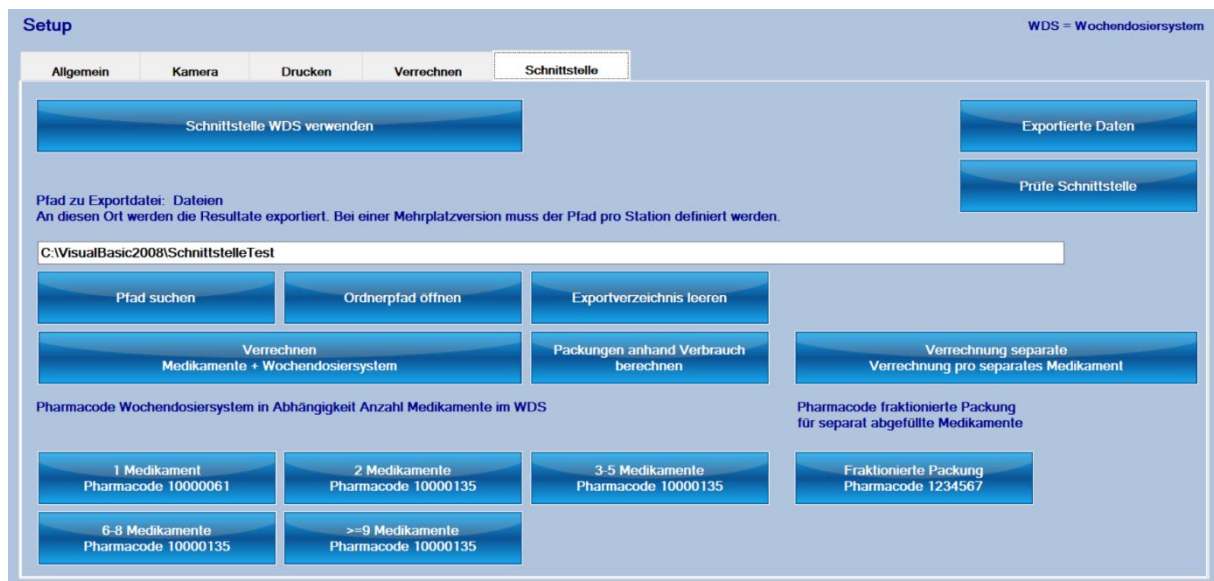 Setup
WDS = Wochendosiersystem
Allgemein
Kamera
Drucken
Verrechnen
Schnittstelle
Schnittstelle WDS verwenden
Exportierte Daten
Prüfe Schnittstelle
Pfad zu Exportdatei: Dateien
An diesen Ort werden die Resultate exportiert. Bei einer Mehrplatzversion muss der Pfad pro Station definiert werden.
C:\VisualBasic2008\SchnittstelleTest
Pfad suchen
Ordnerpfad öffnen
Exportverzeichnis leeren
Verrechnen
Medikamente + Wochendosiersystem
Packungen anhand Verbrauch
berechnen
Verrechnung separate
Verrechnung pro separates Medikament
Pharmacode Wochendosiersystem in Abhängigkeit Anzahl Medikamente im WDS
Pharmacode fraktionierte Packung
für separat abgefüllte Medikamente
1 Medikament
Pharmacode 10000061
2 Medikamente
Pharmacode 10000135
3-5 Medikamente
Pharmacode 10000135
Fraktionierte Packung
Pharmacode 1234567
6-8 Medikamente
Pharmacode 10000135
>=9 Medikamente
Pharmacode 10000135